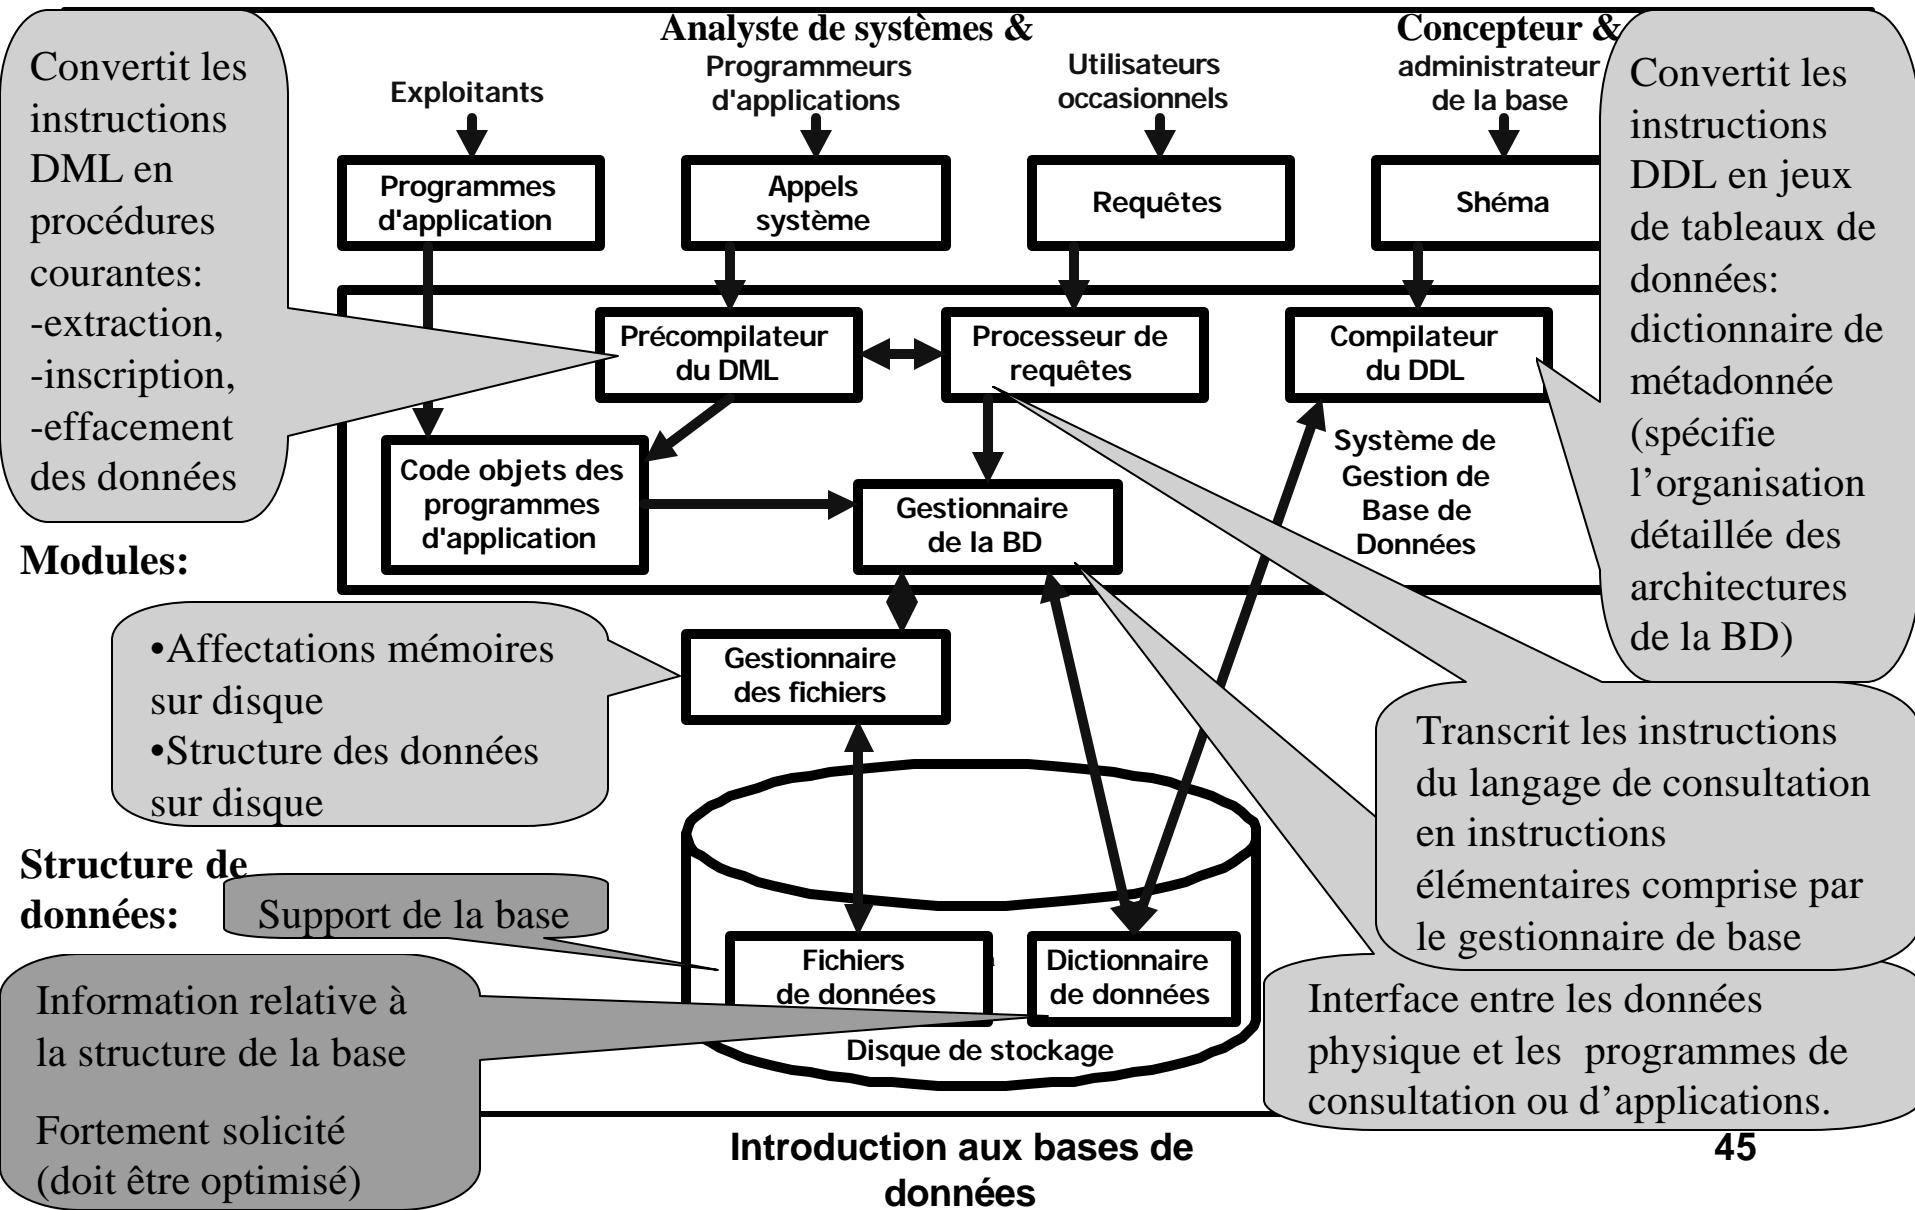 Analyste de systèmes &
Programmeurs
d'applications
Concepteur &
administrateur
de la base
Exploitants
Utilisateurs
occasionnels
Convertit les
instructions
DML en
procédures
courantes:
-extraction,
-inscription,
-effacement
des données
Convertit les
instructions
DDL en jeux
de tableaux de
données:
dictionnaire de
métadonnée
(spécifie
l’organisation
détaillée des
architectures
de la BD)
Programmes
d'application
Appels
système
Requêtes
Shéma
Précompilateur
du DML
Processeur de
requêtes
Compilateur
du DDL
Code objets des
programmes
d'application
Gestionnaire
de la BD
Système de
Gestion de
Base de
Données
Modules:
•Affectations mémoires
sur disque
•Structure des données
sur disque
Gestionnaire
des fichiers
Transcrit les instructions
du langage de consultation
en instructions
élémentaires comprise par
le gestionnaire de base
Structure de
données:
Support de la base
Fichiers
de données
Dictionnaire
de données
Disque de stockage
Information relative à
la structure de la base
Fortement solicité
(doit être optimisé)
Interface entre les données
physique et les programmes de
consultation ou d’applications.
Introduction aux bases de
données
45